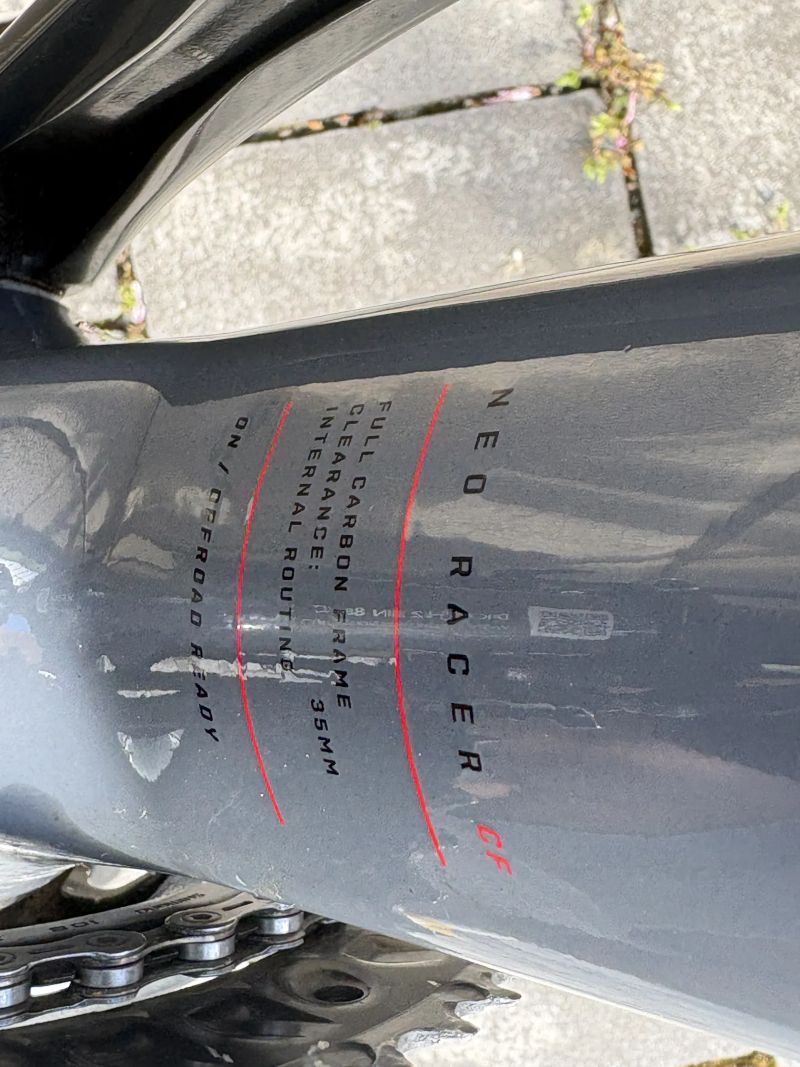 NEO RACER CF
FULL CARBON FRAME
CLEARANCE: 35MM
INTERNAL ROUTING
ON / OFFROAD READY